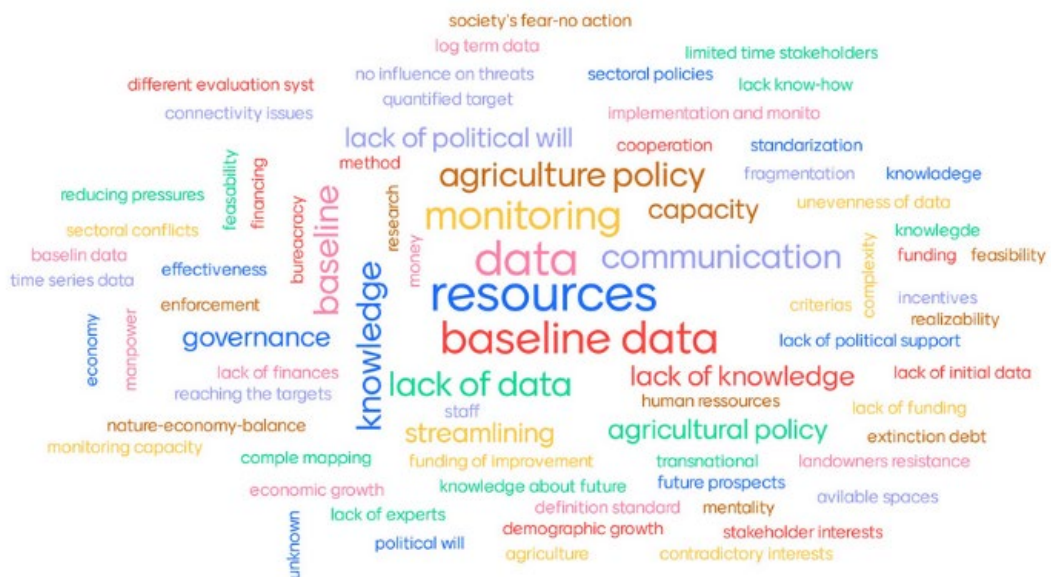 society's fear-no action
log term data
limited time stakeholders
no influence on threats
sectoral policies
different evaluation syst
lack know-how
quantified target
connectivity issues
implementation and monito
lack of political will
cooperation
standarization
method
fragmentation
knowladege
agriculture policy
feasability
financing
reducing pressures
research
bureacracy
baseline
monitoring
capacity
unevenness of data
sectoral conflicts
knowlegde
baselin data
money
data
communication
complexity
funding
feasibility
effectiveness
time series data
knowledge
resources
incentives
enforcement
criterias
realizability
economy
manpower
governance
baseline data
lack of political support
lack of finances
lack of data
lack of knowledge
lack of initial data
reaching the targets
human ressources
staff
lack of funding
nature-economy-balance
streamlining
agricultural policy
extinction debt
monitoring capacity
comple mapping
funding of improvement
transnational
landowners resistance
economic growth
knowledge about future
future prospects
avilable spaces
definition standard
mentality
unknown
lack of experts
demographic growth
stakeholder interests
political will
agriculture
contradictory interests